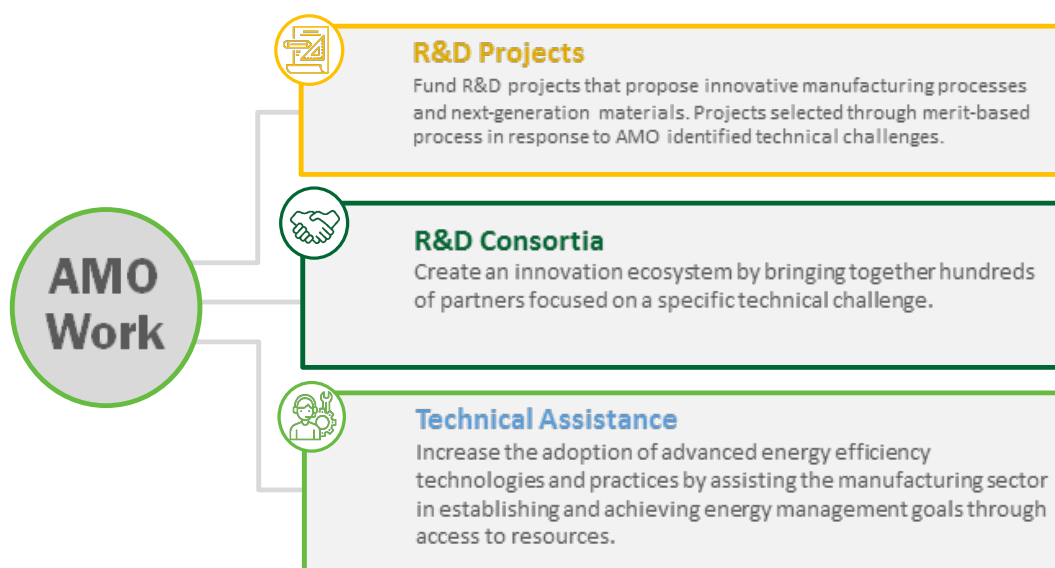 AMO
Work
R&D Projects
Fund R&D projects that propose innovative manufacturing processes
and next-generation materials. Projects selected through merit-based
process in response to AMO identified technical challenges.
R&D Consortia
Create an innovation ecosystem by bringing together hundreds
of partners focused on a specific technical challenge.
Technical Assistance
Increase the adoption of advanced energy efficiency
technologies and practices by assisting the manufacturing sector
in establishing and achieving energy management goals through
access to resources.